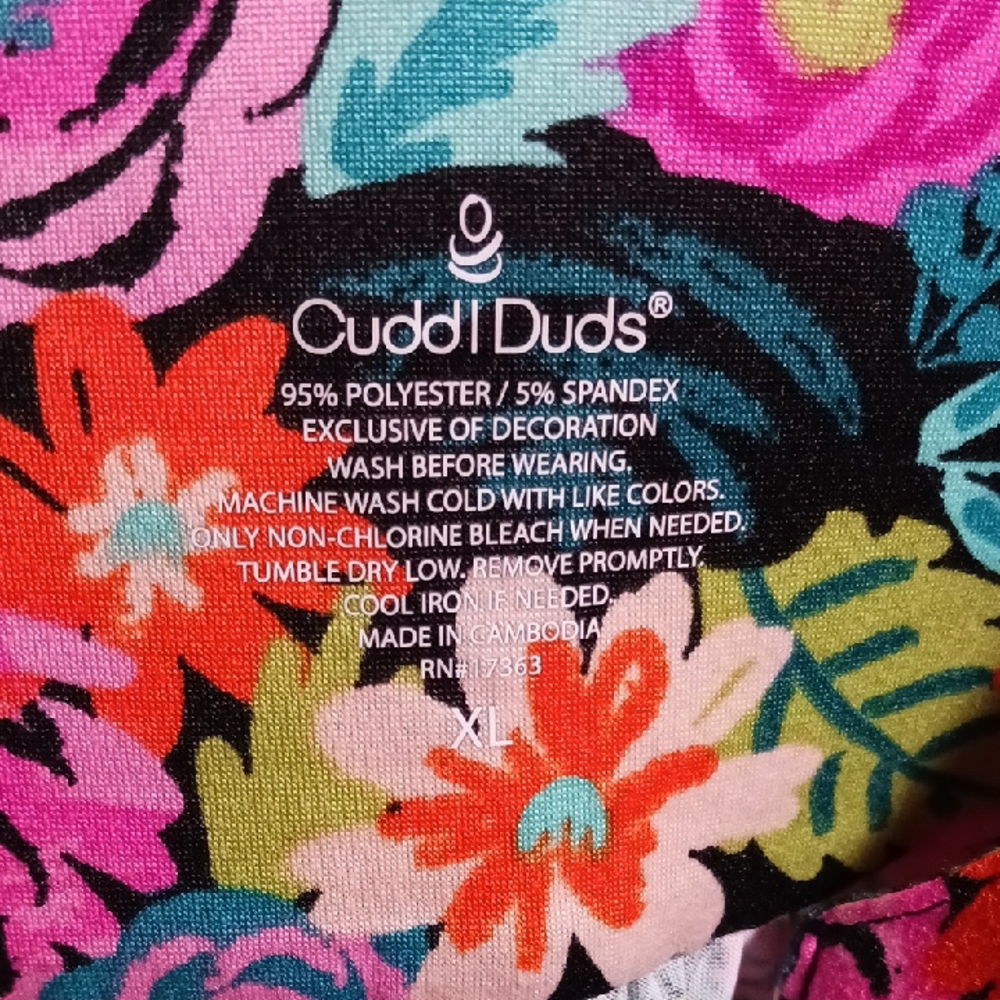 Cudd|Duds®
95% POLYESTER / 5% SPANDEX
EXCLUSIVE OF DECORATION
WASH BEFORE WEARING.
MACHINE WASH COLD WITH LIKE COLORS.
ONLY NON-CHLORINE BLEACH WHEN NEEDED.
TUMBLE DRY LOW. REMOVE PROMPTLY.
COOL IRON IF NEEDED.
MADE IN CAMBODIA
RN#17363
XL